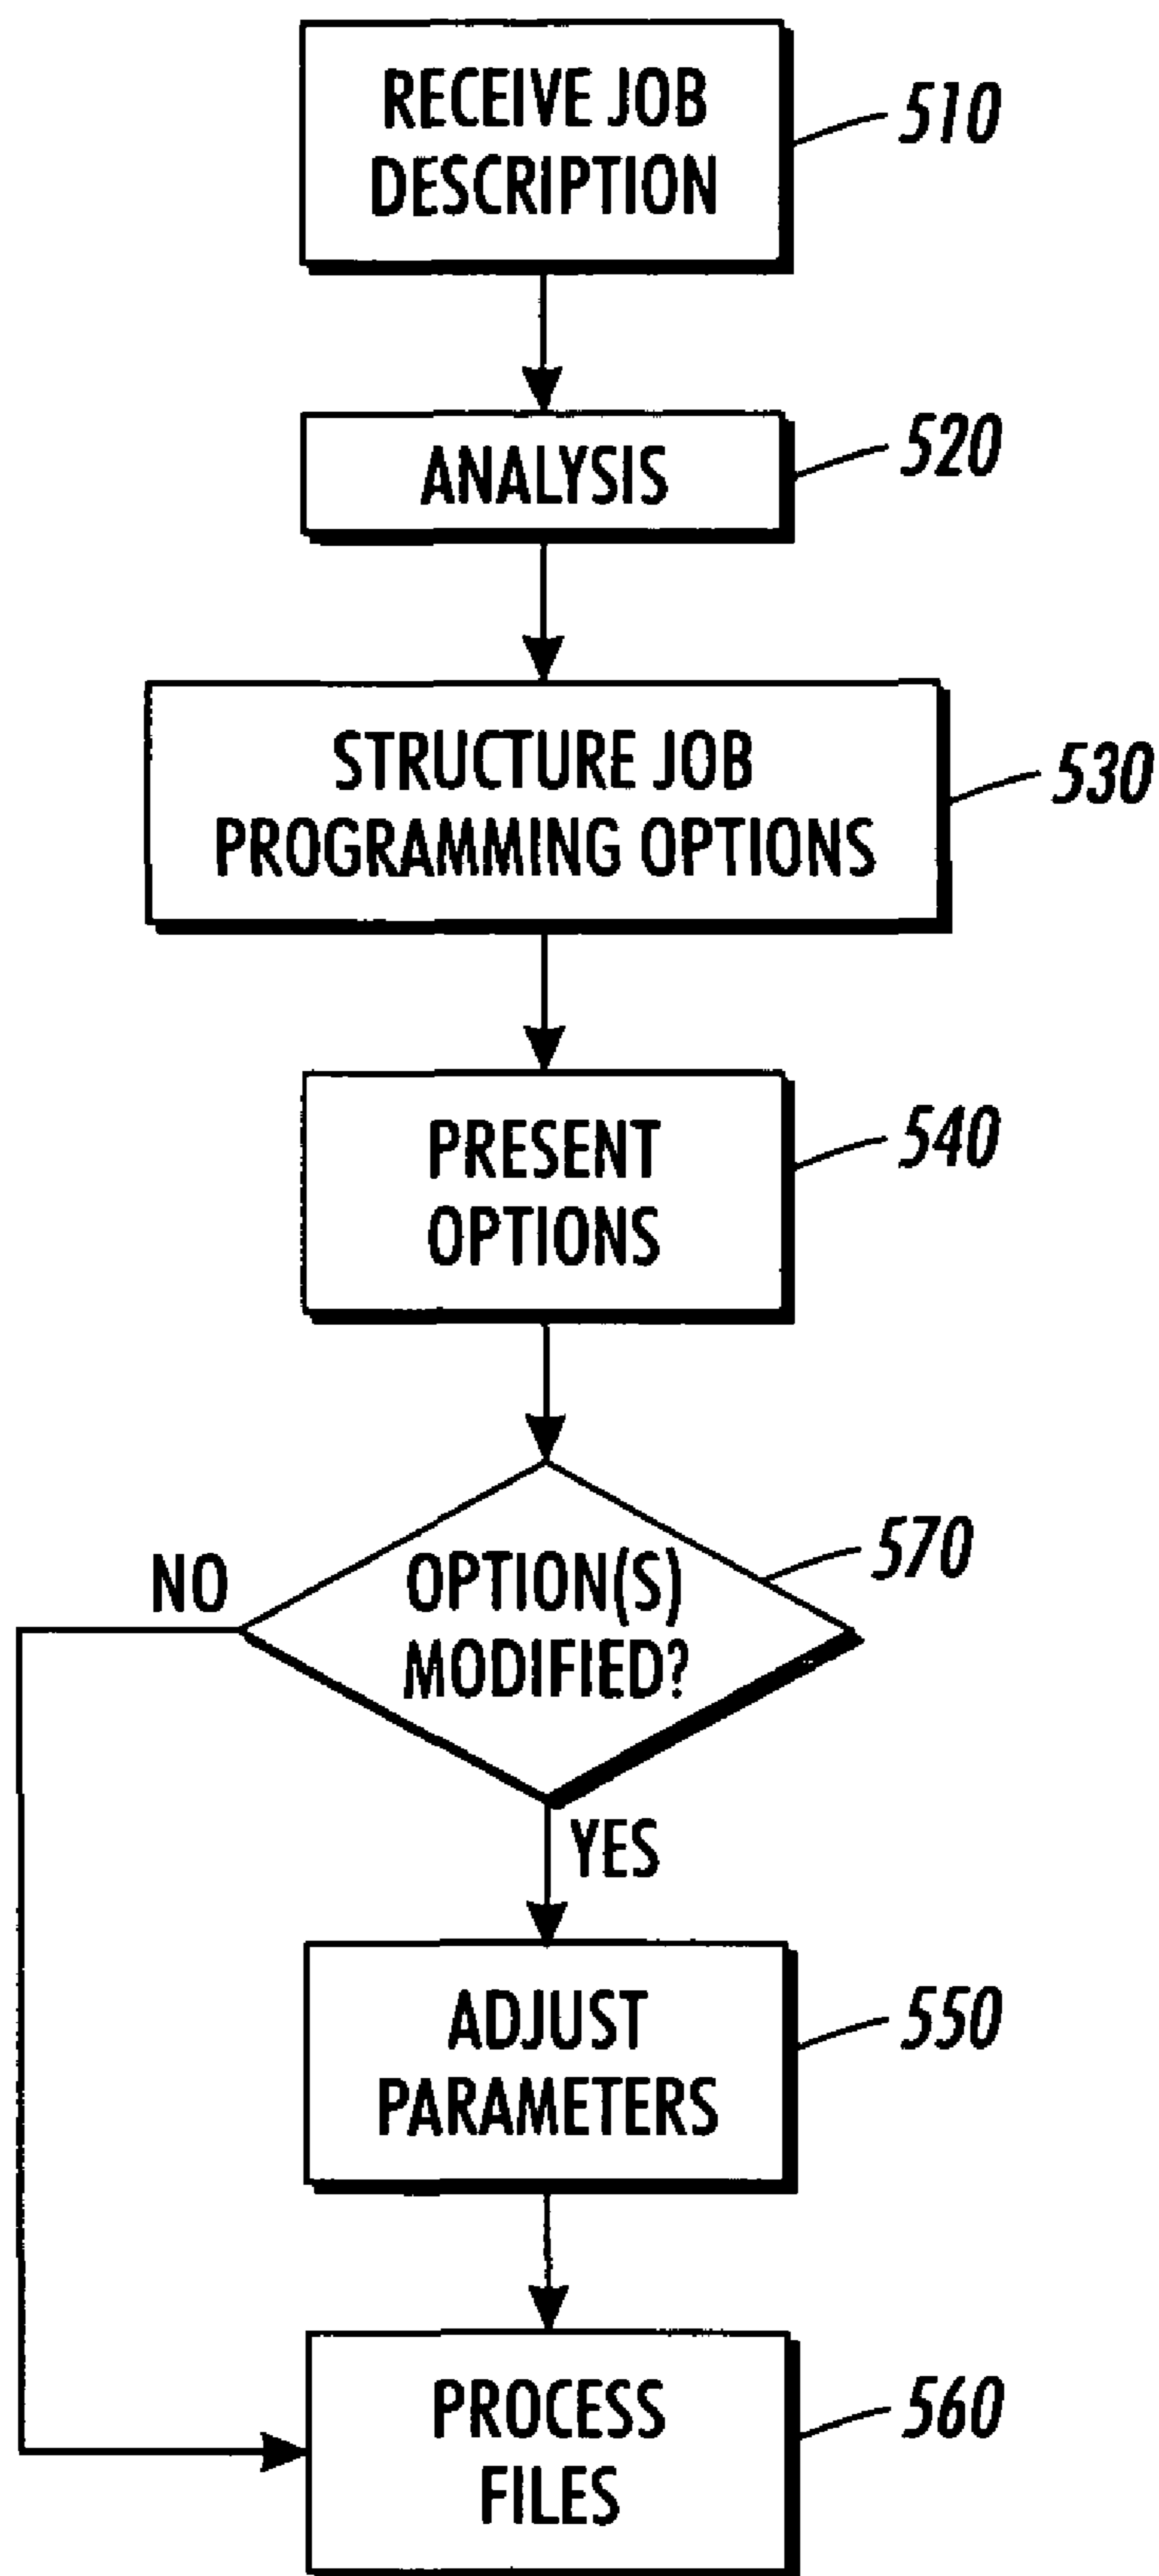 RECEIVE JOB
DESCRIPTION
510
ANALYSIS
520
STRUCTURE JOB
PROGRAMMING OPTIONS
530
PRESENT
OPTIONS
540
OPTION(S)
MODIFIED?
570
NO
YES
ADJUST
PARAMETERS
550
PROCESS
FILES
560